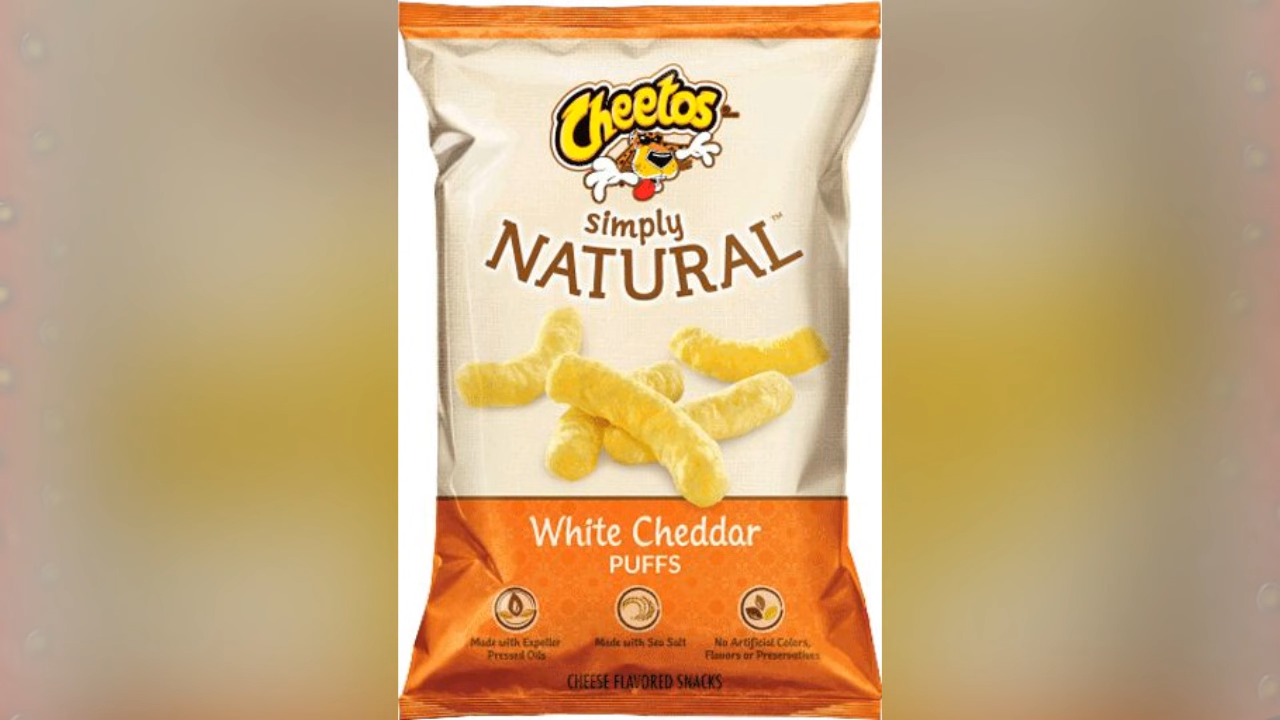 Cheetos
simply
NATURAL™
White Cheddar
PUFFS
Made with Expeller
Pressed Oils
Made with Sea Salt
No Artificial Colors,
Flavors or Preservatives
CHEESE FLAVORED SNACKS